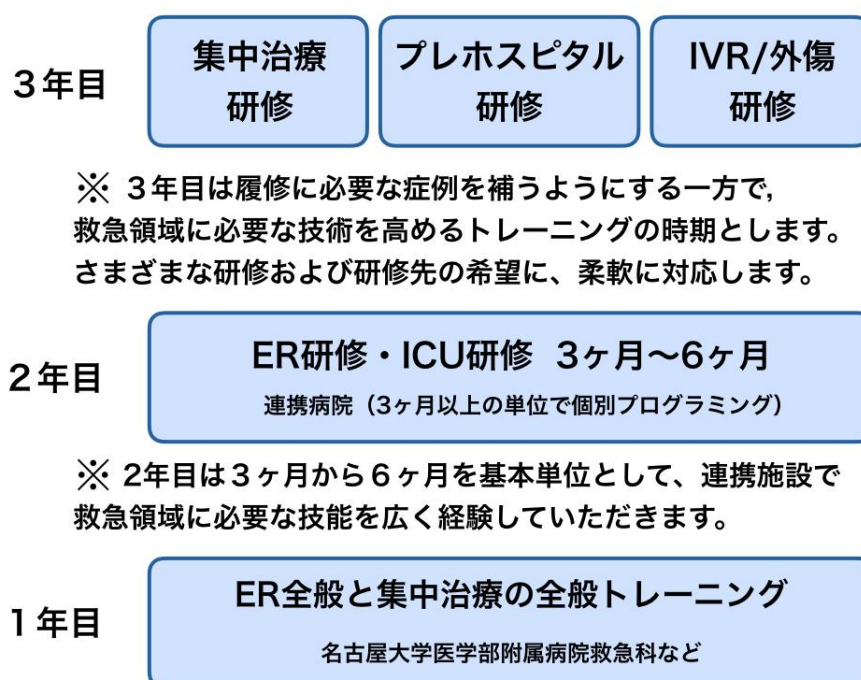 3年目
集中治療
研修
プレホスピタル
研修
IVR/外傷
研修
※ 3年目は履修に必要な症例を補うようにする一方で,
救急領域に必要な技術を高めるトレーニングの時期とします。
さまざまな研修および研修先の希望に、柔軟に対応します。
2年目
ER研修・ICU研修 3ヶ月〜6ヶ月
連携病院（3ヶ月以上の単位で個別プログラミング）
※ 2年目は３ヶ月から６ヶ月を基本単位として、連携施設で
救急領域に必要な技能を広く経験していただきます。
1年目
ER全般と集中治療の全般トレーニング
名古屋大学医学部附属病院救急科など